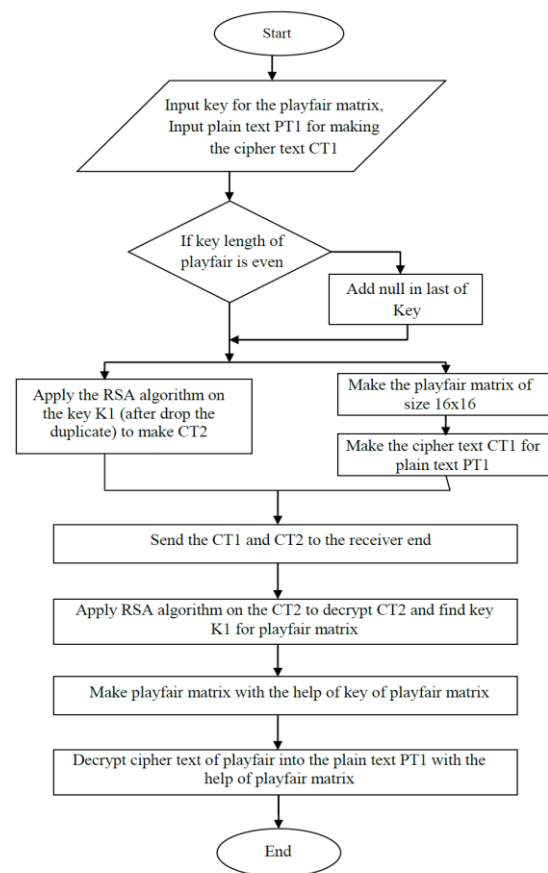 Start
Input key for the playfair matrix,
Input plain text PT1 for making
the cipher text CT1
If key length of
playfair is even
Add null in last of
Key
Apply the RSA algorithm on
the key K1 (after drop the
duplicate) to make CT2
Make the playfair matrix of
size 16x16
Make the cipher text CT1 for
plain text PT1
Send the CT1 and CT2 to the receiver end
Apply RSA algorithm on the CT2 to decrypt CT2 and find key
K1 for playfair matrix
Make playfair matrix with the help of key of playfair matrix
Decrypt cipher text of playfair into the plain text PT1 with the
help of playfair matrix
End